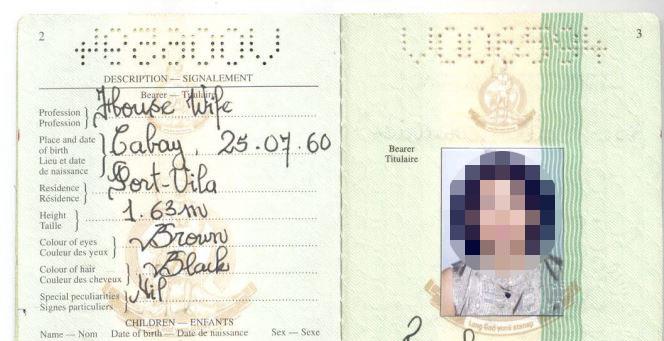 2
DESCRIPTION — SIGNALEMENT
Bearer — Titulaire
Profession
Profession } House Wife
Place and date
of birth
Lieu et date
de naissance } Cabay, 25.07.60
Residence
Résidence } Port-Vila
Height
Taille } 1.63m
Colour of eyes
Couleur des yeux } Brown
Colour of hair
Couleur des cheveux } Black
Special peculiarities
Signes particuliers } Nil
CHILDREN — ENFANTS
Name — Nom Date of birth — Date de naissance Sex — Sexe
3
Bearer
Titulaire
Long God yumi stanap